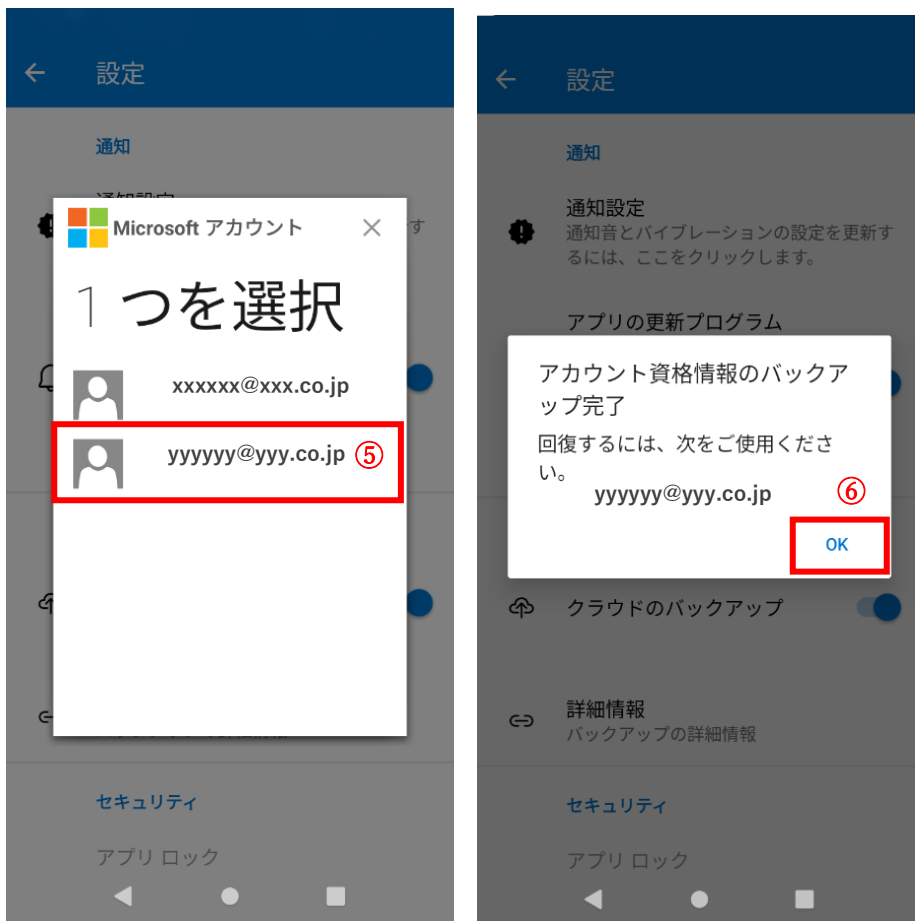 設定
通知
Microsoft アカウント
す
1 つを選択
xxxxxx@xxx.co.jp
yyyyyy@yyy.co.jp ⑤
セキュリティ
アプリ ロック
設定
通知
通知設定
通知音とバイブレーションの設定を更新す
るには、ここをクリックします。
アプリの更新プログラム
アカウント資格情報のバックア
ップ完了
回復するには、次をご使用くださ
い。
yyyyyy@yyy.co.jp
⑥
OK
クラウドのバックアップ
詳細情報
バックアップの詳細情報
セキュリティ
アプリ ロック